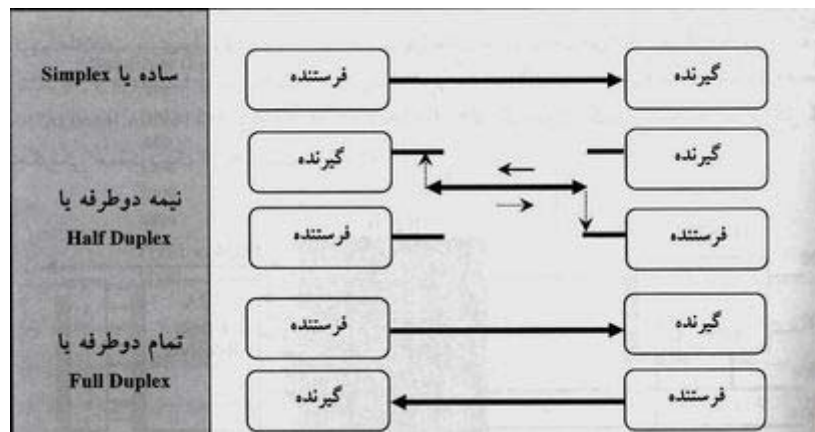 ساده یا Simplex
فرستنده
گیرنده
نیمه دوطرفه یا
Half Duplex
گیرنده
گیرنده
فرستنده
فرستنده
تمام دوطرفه یا
Full Duplex
فرستنده
گیرنده
گیرنده
فرستنده